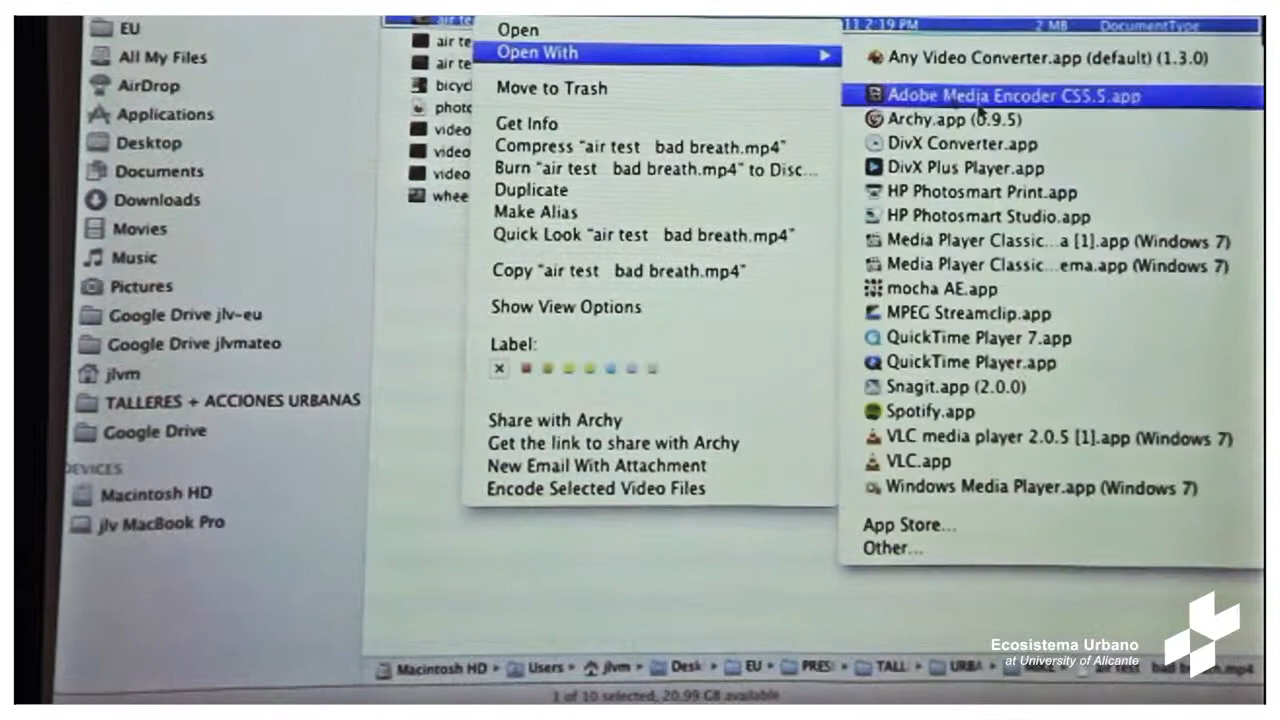 EU
All My Files
AirDrop
Applications
Desktop
Documents
Downloads
Movies
Music
Pictures
Google Drive jlv-eu
Google Drive jlvmateo
jlvm
TALLERES + ACCIONES URBANAS
Google Drive
DEVICES
Macintosh HD
jlv MacBook Pro
air te
air te
air te
bicyc
photo
video
video
video
whee
Open
Open With
Move to Trash
Get Info
Compress "air test bad breath.mp4"
Burn "air test bad breath.mp4" to Disc...
Duplicate
Make Alias
Quick Look "air test bad breath.mp4"
Copy "air test bad breath.mp4"
Show View Options
Label:
Share with Archy
Get the link to share with Archy
New Email With Attachment
Encode Selected Video Files
11 2:19 PM 2 MB DocumentType
Any Video Converter.app (default) (1.3.0)
Adobe Media Encoder CS5.5.app
Archy.app (0.9.5)
DivX Converter.app
DivX Plus Player.app
HP Photosmart Print.app
HP Photosmart Studio.app
Media Player Classic...a [1].app (Windows 7)
Media Player Classic...ema.app (Windows 7)
mocha AE.app
MPEG Streamclip.app
QuickTime Player 7.app
QuickTime Player.app
Snagit.app (2.0.0)
Spotify.app
VLC media player 2.0.5 [1].app (Windows 7)
VLC.app
Windows Media Player.app (Windows 7)
App Store...
Other...
Macintosh HD Users jlvm Desk EU PRES TALL URBA air test bad breath.mp4
1 of 10 selected, 20.99 GB available
Ecosistema Urbano
at University of Alicante